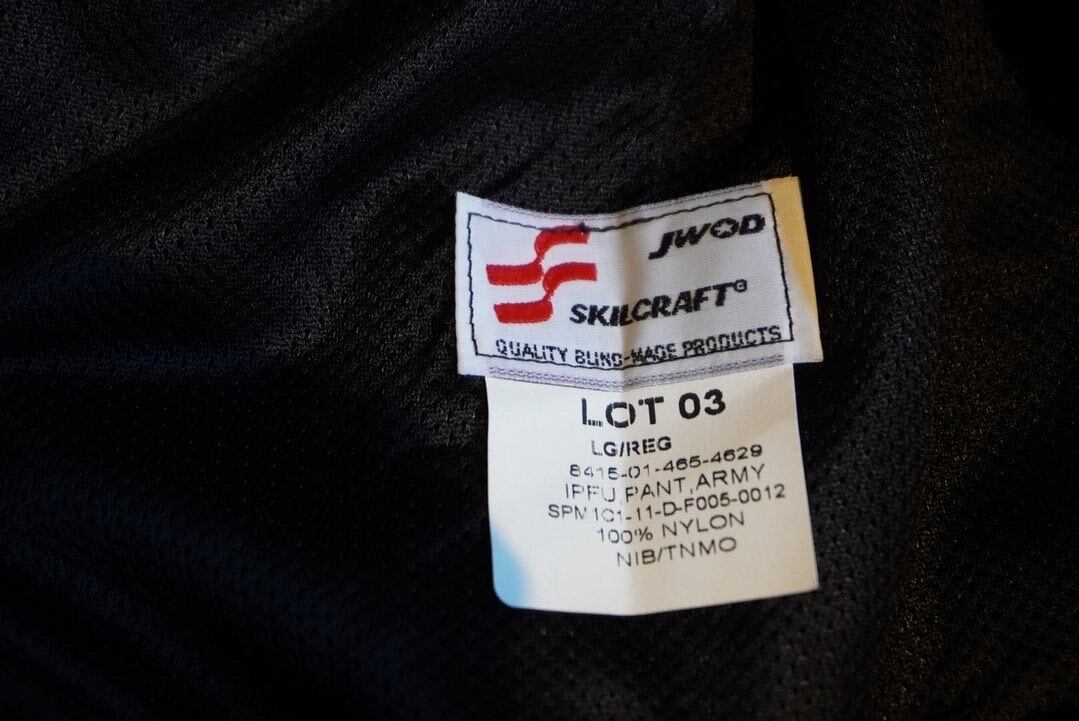 JWOD
SKILCRAFT®
QUALITY BLIND-MADE PRODUCTS
LOT 03
LG/REG
8415-01-465-4629
IPFU, PANT, ARMY
SPM1C1-11-D-F005-0012
100% NYLON
NIB/TNMO